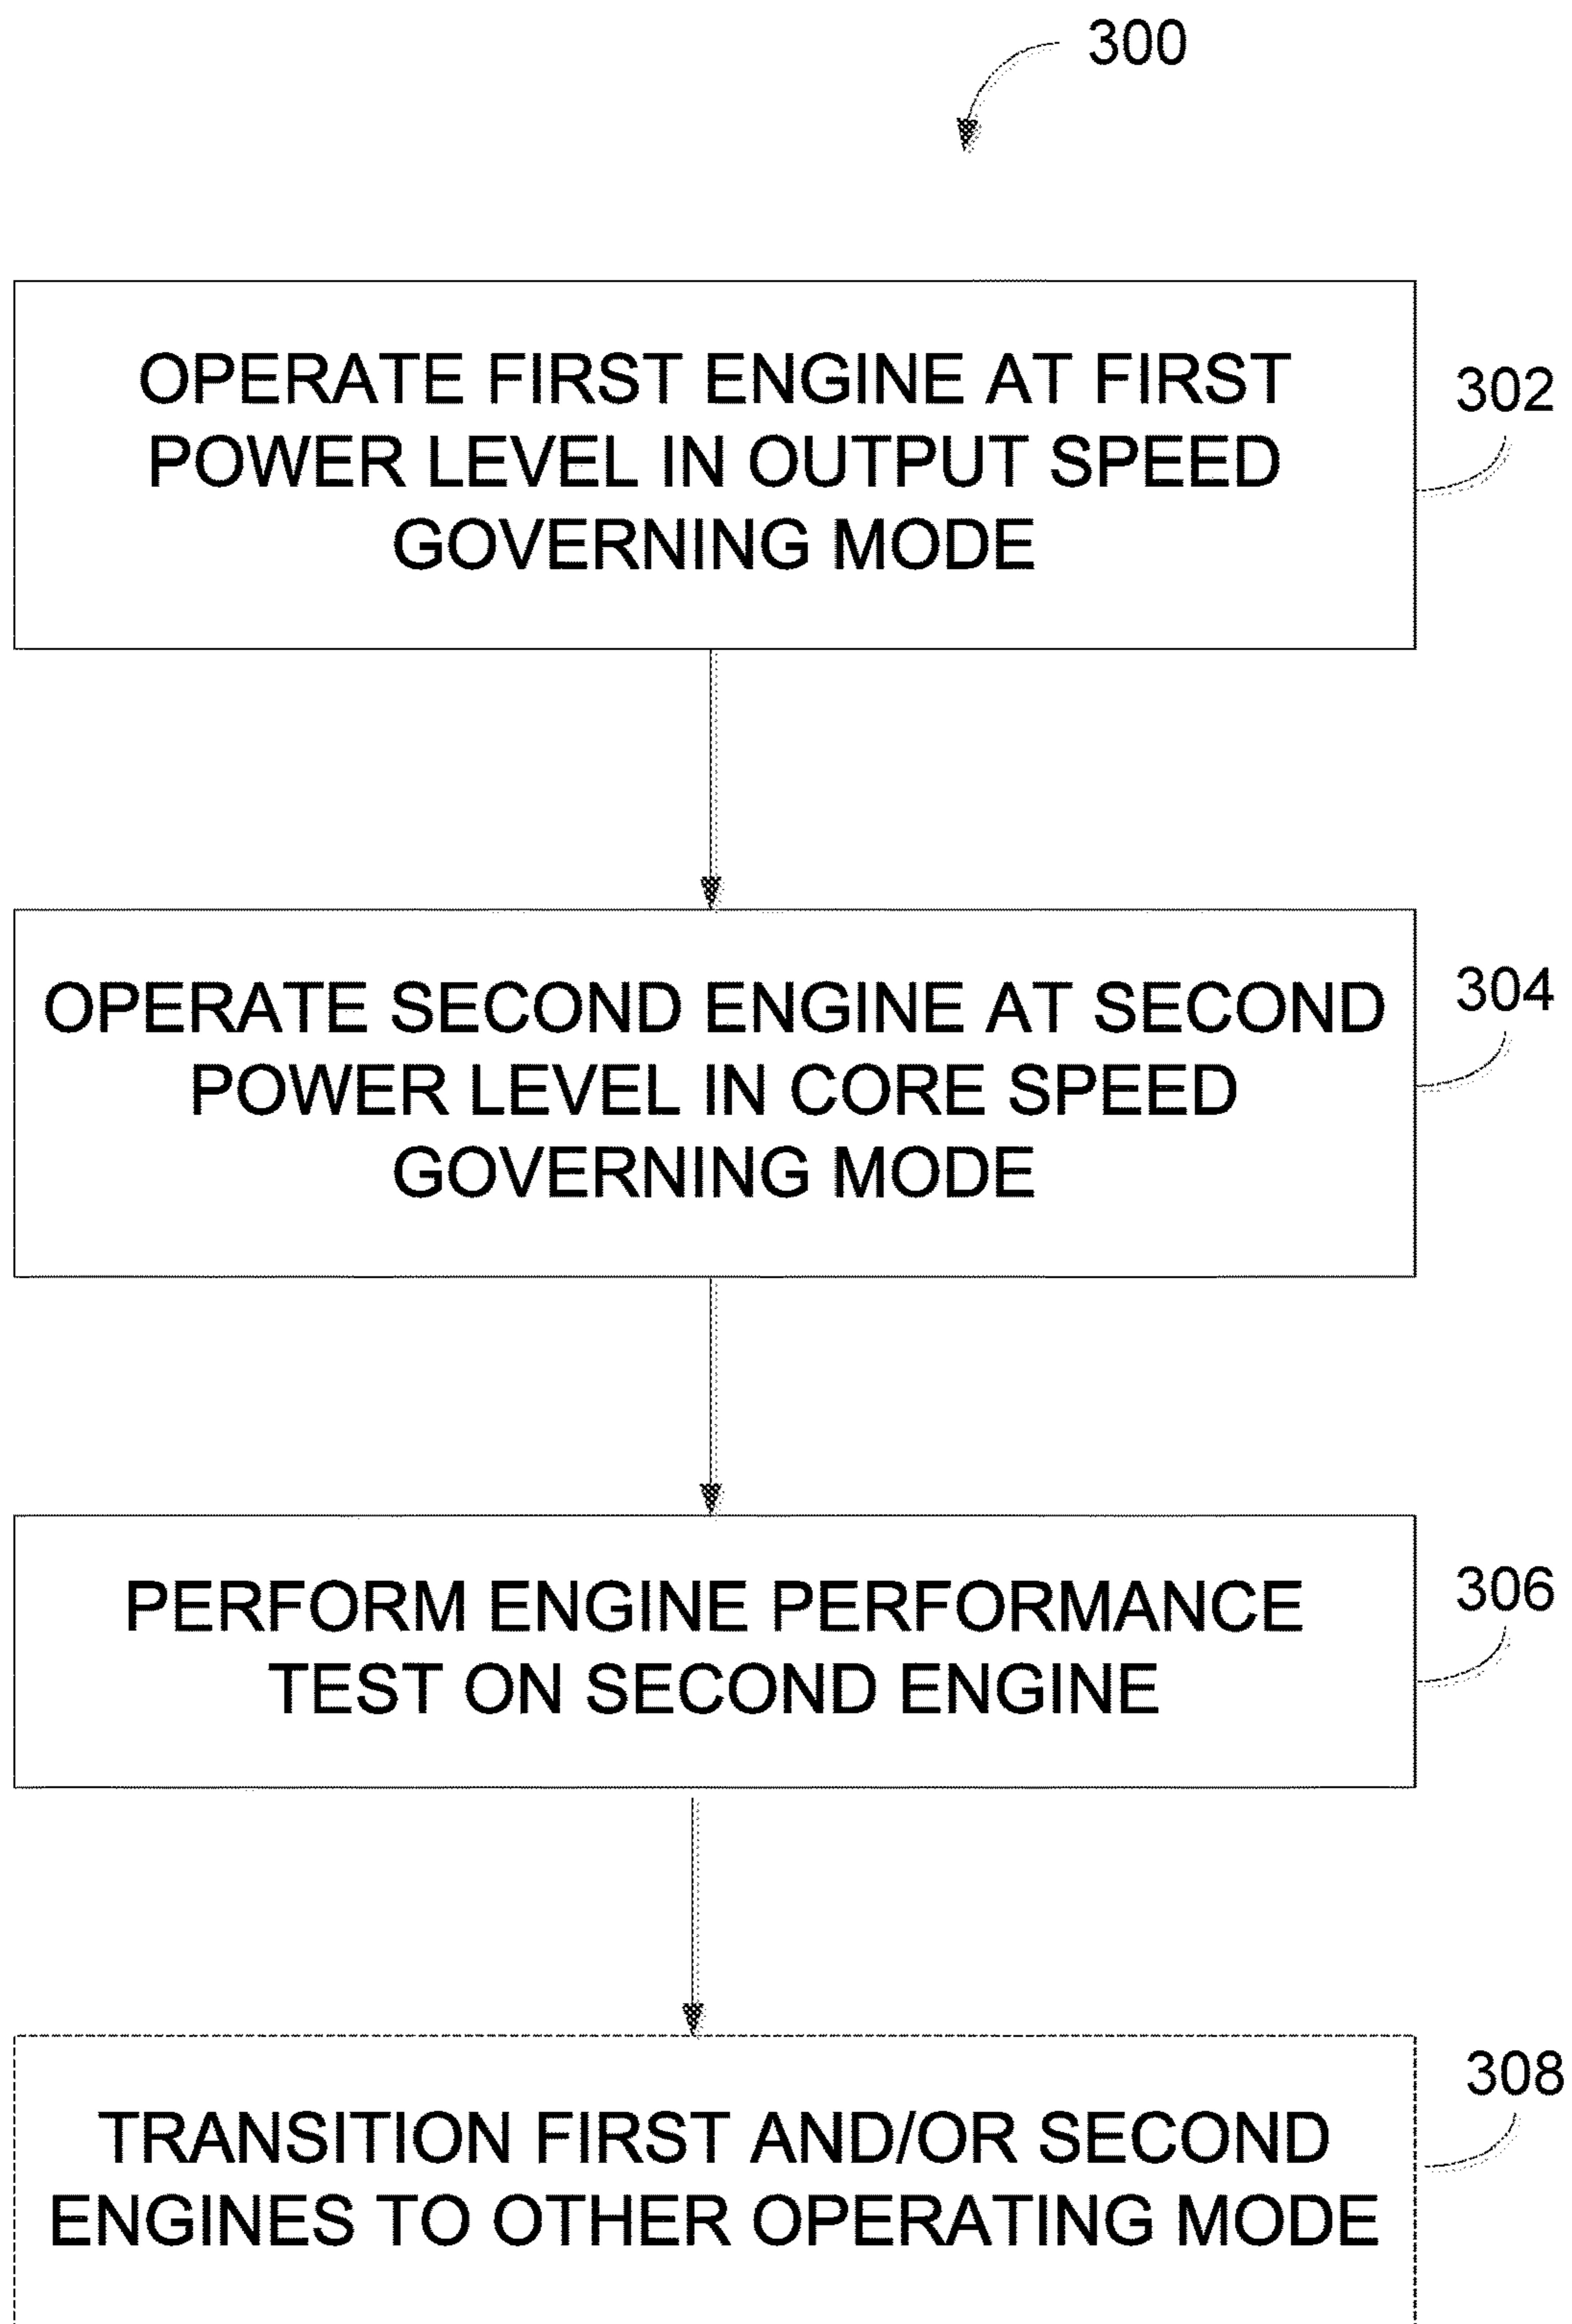 300
OPERATE FIRST ENGINE AT FIRST
POWER LEVEL IN OUTPUT SPEED
GOVERNING MODE
302
OPERATE SECOND ENGINE AT SECOND
POWER LEVEL IN CORE SPEED
GOVERNING MODE
304
PERFORM ENGINE PERFORMANCE
TEST ON SECOND ENGINE
306
TRANSITION FIRST AND/OR SECOND
ENGINES TO OTHER OPERATING MODE
308